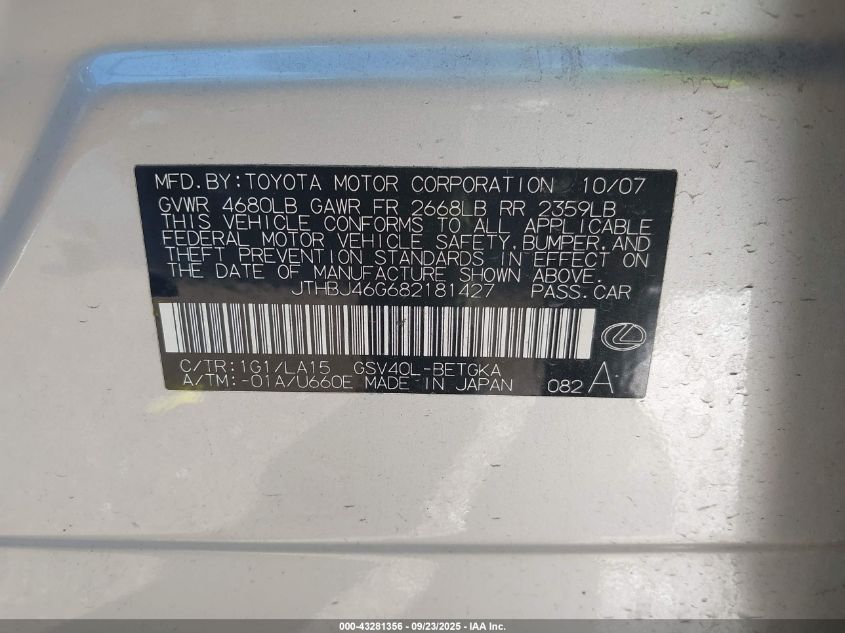 MFD.BY:TOYOTA MOTOR CORPORATION 10/07
GVWR 4680LB GAWR FR 2668LB RR 2359LB
THIS VEHICLE CONFORMS TO ALL APPLICABLE
FEDERAL MOTOR VEHICLE SAFETY,BUMPER,AND
THEFT PREVENTION STANDARDS IN EFFECT ON
THE DATE OF MANUFACTURE SHOWN ABOVE.
JTHBJ46G682181427 PASS.CAR
C/TR:1G1/LA15 GSV40L-BETGKA
A/TM:-01A/U660E MADE IN JAPAN 082 A
000-43281356 - 09/23/2025 - IAA Inc.